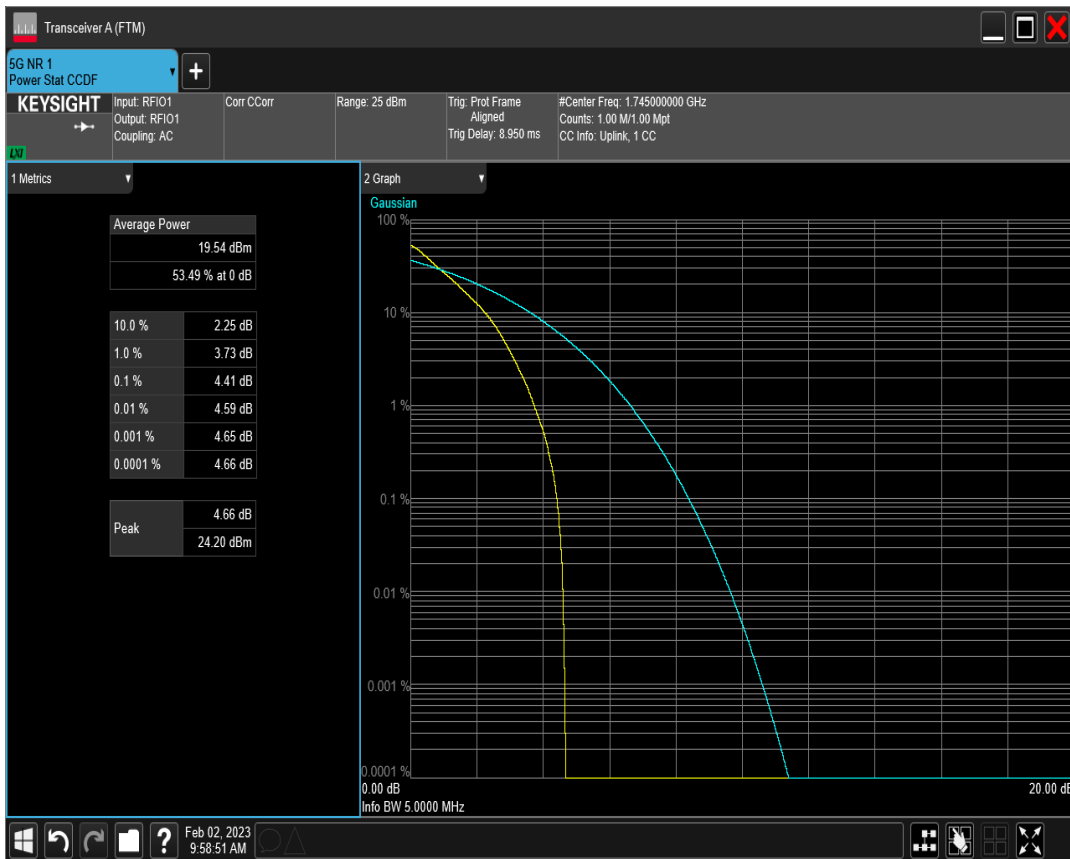 Transceiver A (FTM)
5G NR 1
Power Stat CCDF
+
KEYSIGHT
LXI
Input: RFIO1
Output: RFIO1
Coupling: AC
Corr CCorr
Range: 25 dBm
Trig: Prot Frame
Aligned
Trig Delay: 8.950 ms
#Center Freq: 1.745000000 GHz
Counts: 1.00 M/1.00 Mpt
CC Info: Uplink, 1 CC
1 Metrics
Average Power
19.54 dBm
53.49 % at 0 dB
10.0 % 2.25 dB
1.0 % 3.73 dB
0.1 % 4.41 dB
0.01 % 4.59 dB
0.001 % 4.65 dB
0.0001 % 4.66 dB
Peak
4.66 dB
24.20 dBm
2 Graph
Gaussian
100 %
10 %
1 %
0.1 %
0.01 %
0.001 %
0.0001 %
0.00 dB 20.00 dB
Info BW 5.0000 MHz
?
Feb 02, 2023
9:58:51 AM